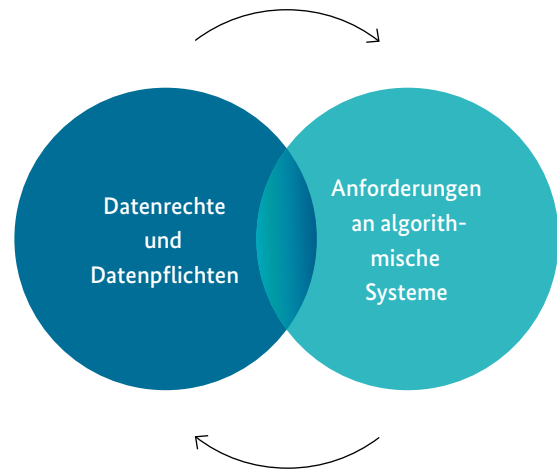 Datenrechte
und
Datenpflichten
Anforderungen
an algorith-
mische
Systeme